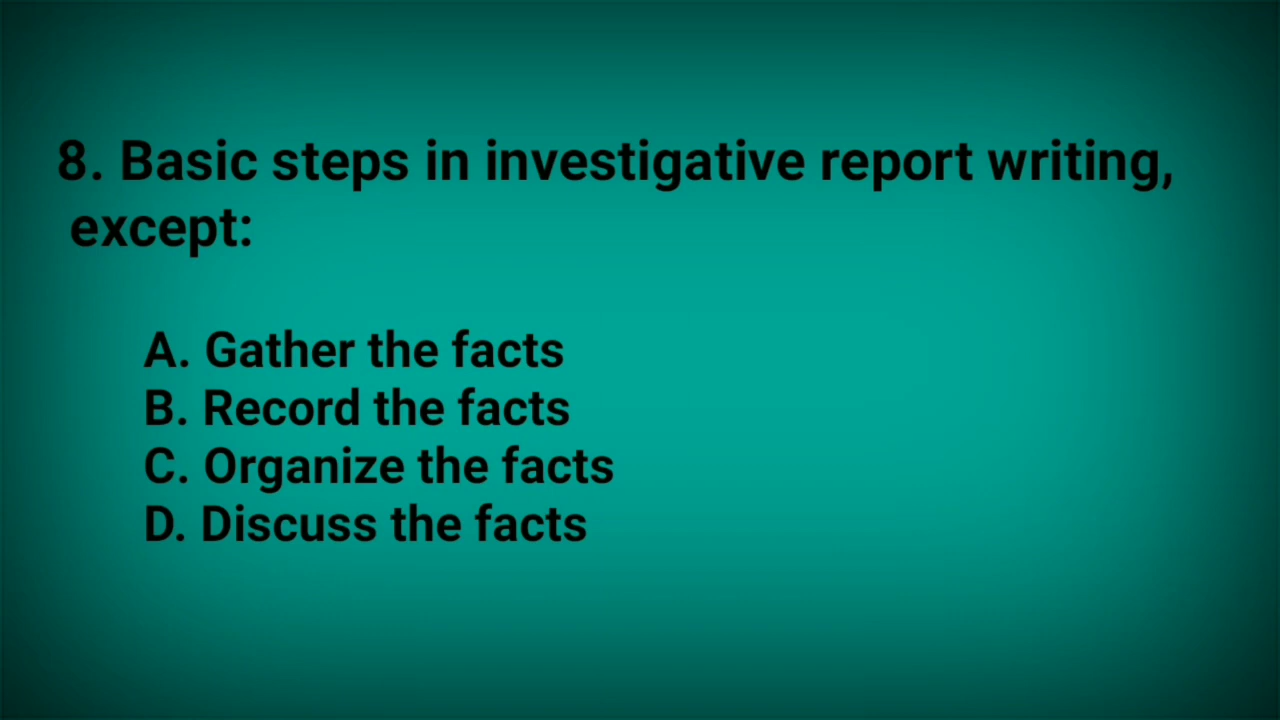 8. Basic steps in investigative report writing,
except:
A. Gather the facts
B. Record the facts
C. Organize the facts
D. Discuss the facts